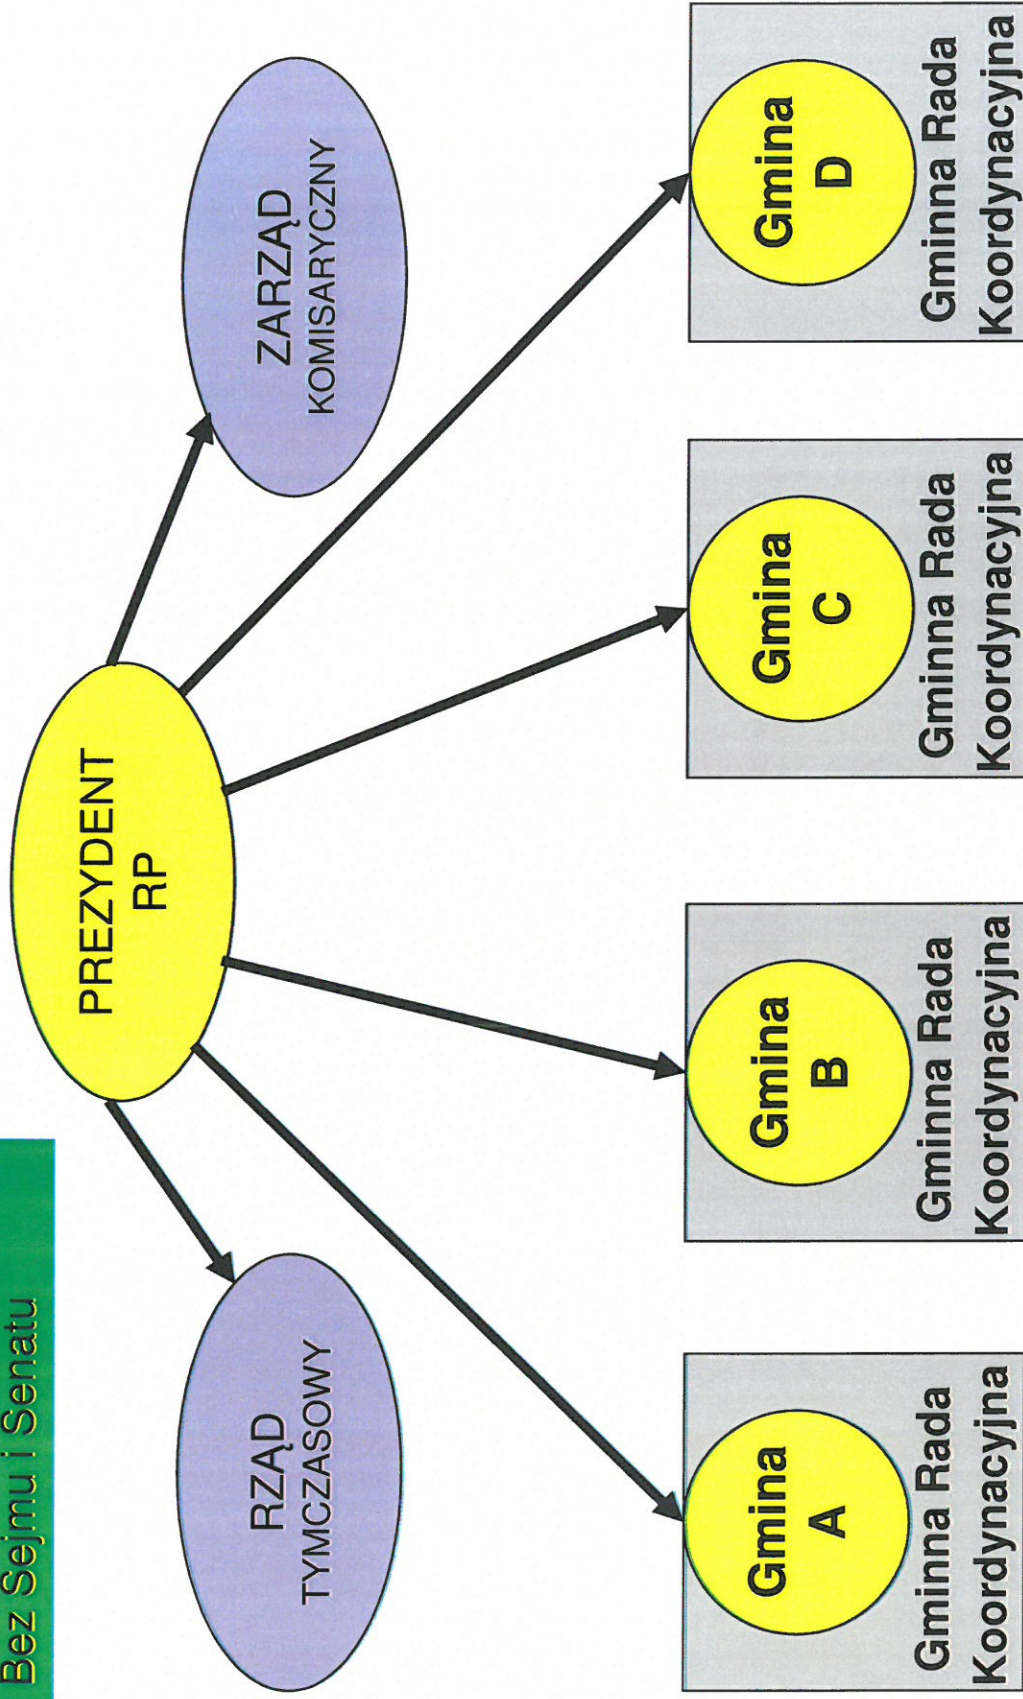 Bez Sejmu i Senatu
PREZYDENT
RP
RZĄD
TYMCZASOWY
ZARZĄD
KOMISARYCZNY
Gmina
A
Gminna Rada
Koordynacyjna
Gmina
B
Gminna Rada
Koordynacyjna
Gmina
C
Gminna Rada
Koordynacyjna
Gmina
D
Gminna Rada
Koordynacyjna